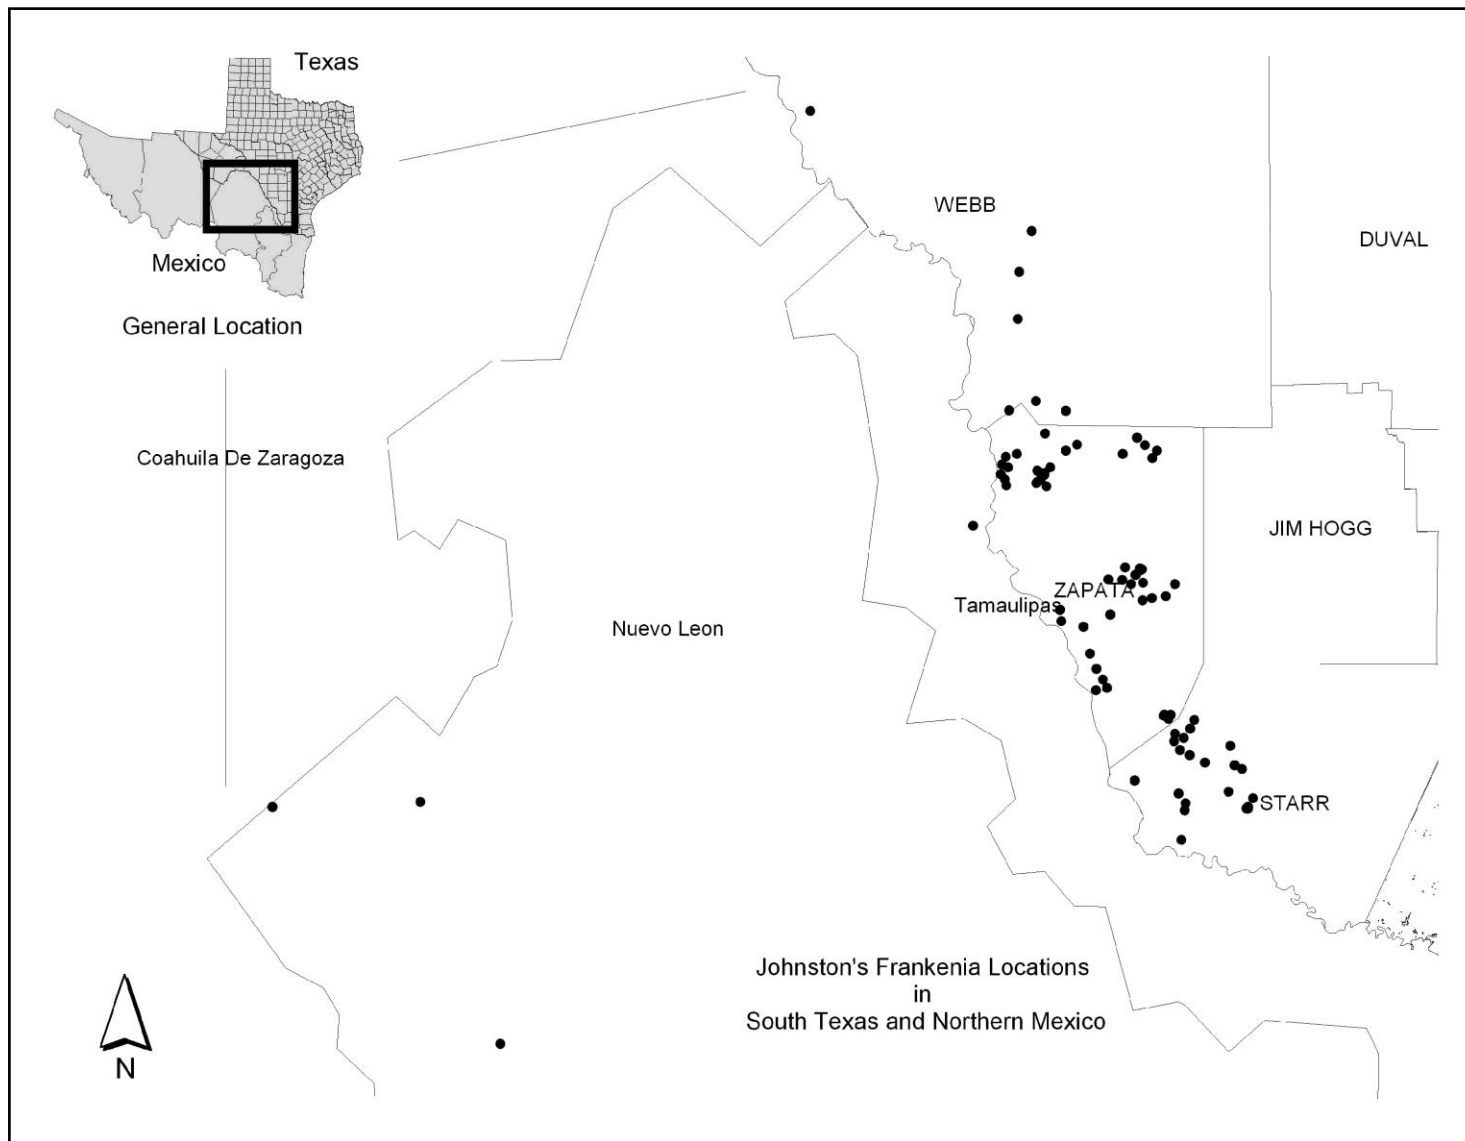 Texas
Mexico
General Location
WEBB
DUVAL
Coahuila De Zaragoza
JIM HOGG
ZAPATA
Tamaulipas
Nuevo Leon
STARR
Johnston's Frankenia Locations
in
South Texas and Northern Mexico
N